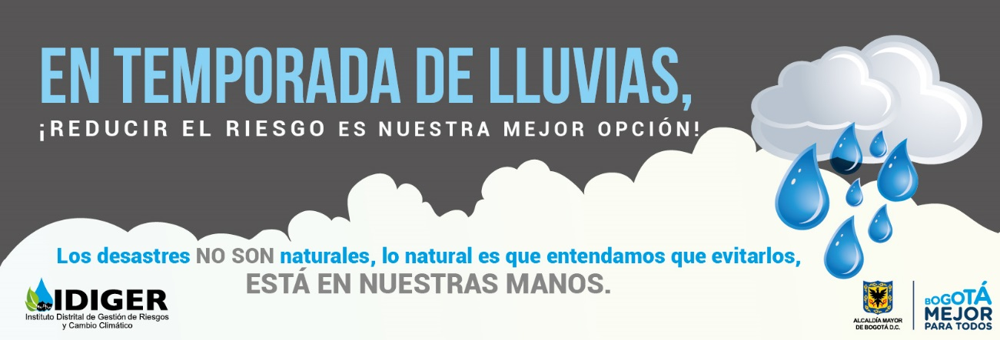 EN TEMPORADA DE LLUVIAS,
¡REDUCIR EL RIESGO ES NUESTRA MEJOR OPCIÓN!
Los desastres NO SON naturales, lo natural es que entendamos que evitarlos,
ESTÁ EN NUESTRAS MANOS.
IDIGER
Instituto Distrital de Gestión de Riesgos
y Cambio Climático
ALCALDÍA MAYOR
DE BOGOTÁ D.C.
BOGOTÁ
MEJOR
PARA TODOS